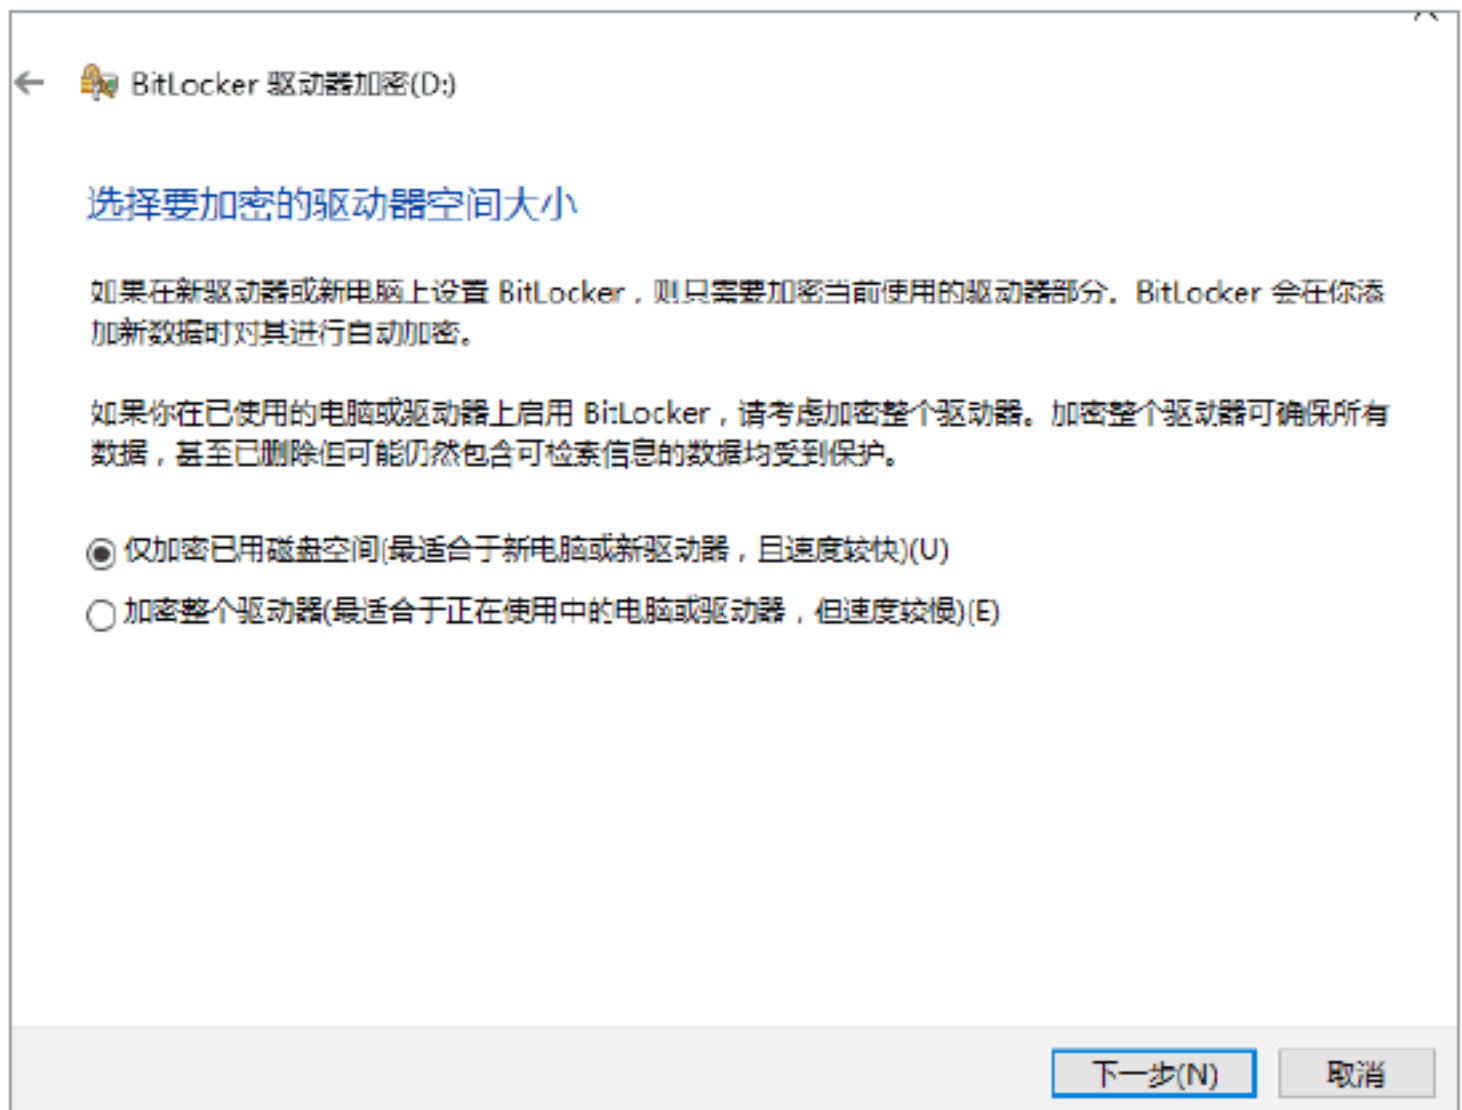 BitLocker 驱动器加密(D:)
选择要加密的驱动器空间大小
如果在新驱动器或新电脑上设置 BitLocker，则只需要加密当前使用的驱动器部分。BitLocker 会在你添
加新数据时对其进行自动加密。
如果你在已使用的电脑或驱动器上启用 BitLocker，请考虑加密整个驱动器。加密整个驱动器可确保所有
数据，甚至已删除但可能仍然包含可检索信息的数据均受到保护。
仅加密已用磁盘空间(最适合于新电脑或新驱动器，且速度较快)(U)
加密整个驱动器(最适合于正在使用中的电脑或驱动器，但速度较慢)(E)
下一步(N)
取消